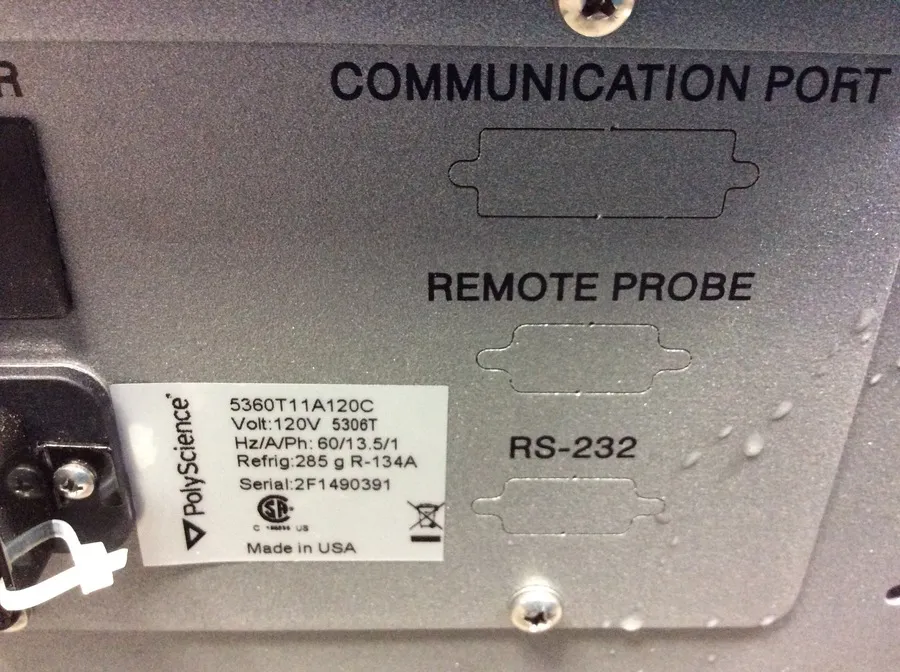 R
COMMUNICATION PORT
REMOTE PROBE
RS-232
PolyScience
5360T11A120C
Volt:120V 5306T
Hz/A/Ph: 60/13.5/1
Refrig:285 g R-134A
Serial:2F1490391
C US
Made in USA